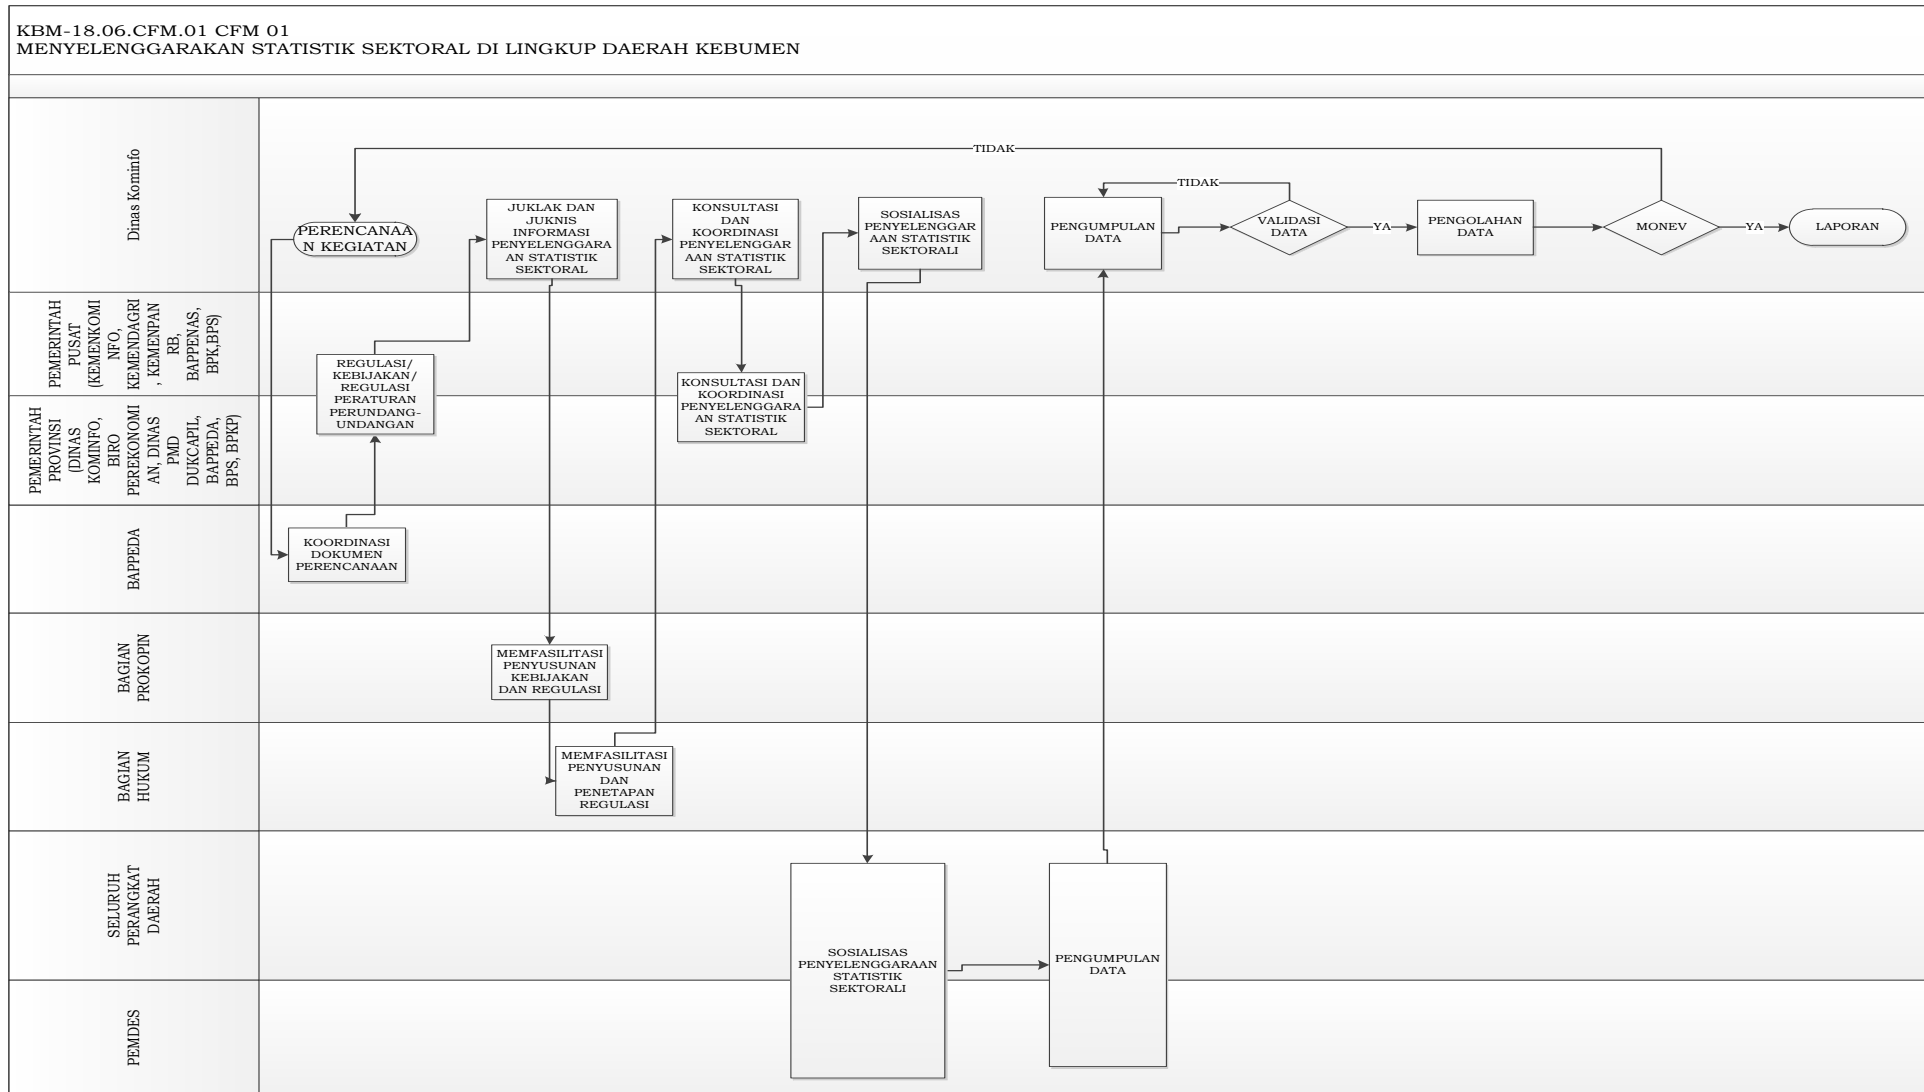 KBM-18.06.CFM.01 CFM 01
MENYELENGGARAKAN STATISTIK SEKTORAL DI LINGKUP DAERAH KEBUMEN
Dinas Kominfo
TIDAK
PERENCANAA
N KEGIATAN
JUKLAK DAN
JUKNIS
INFORMASI
PENYELENGGARA
AN STATISTIK
SEKTORAL
KONSULTASI
DAN
KOORDINASI
PENYELENGGAR
AAN STATISTIK
SEKTORAL
SOSIALISAS
PENYELENGGAR
AAN STATISTIK
SEKTORALI
PENGUMPULAN
DATA
TIDAK
VALIDASI
DATA
YA
PENGOLAHAN
DATA
MONEV
YA
LAPORAN
PEMERINTAH
PUSAT
(KEMENKOMI
NFO,
KEMENDAGRI
, KEMENPAN
RB,
BAPPENAS,
BPK,BPS)
REGULASI/
KEBIJAKAN/
REGULASI
PERATURAN
PERUNDANG-
UNDANGAN
KONSULTASI DAN
KOORDINASI
PENYELENGGARA
AN STATISTIK
SEKTORAL
PEMERINTAH
PROVINSI
(DINAS
KOMINFO,
BIRO
PEREKONOMI
AN, DINAS
PMD
DUKCAPIL,
BAPPEDA,
BPS, BPKP)
BAPPEDA
KOORDINASI
DOKUMEN
PERENCANAAN
BAGIAN
PROKOPIN
MEMFASILITASI
PENYUSUNAN
KEBIJAKAN
DAN REGULASI
BAGIAN
HUKUM
MEMFASILITASI
PENYUSUNAN
DAN
PENETAPAN
REGULASI
SELURUH
PERANGKAT
DAERAH
SOSIALISAS
PENYELENGGARAAN
STATISTIK
SEKTORALI
PENGUMPULAN
DATA
PEMDES